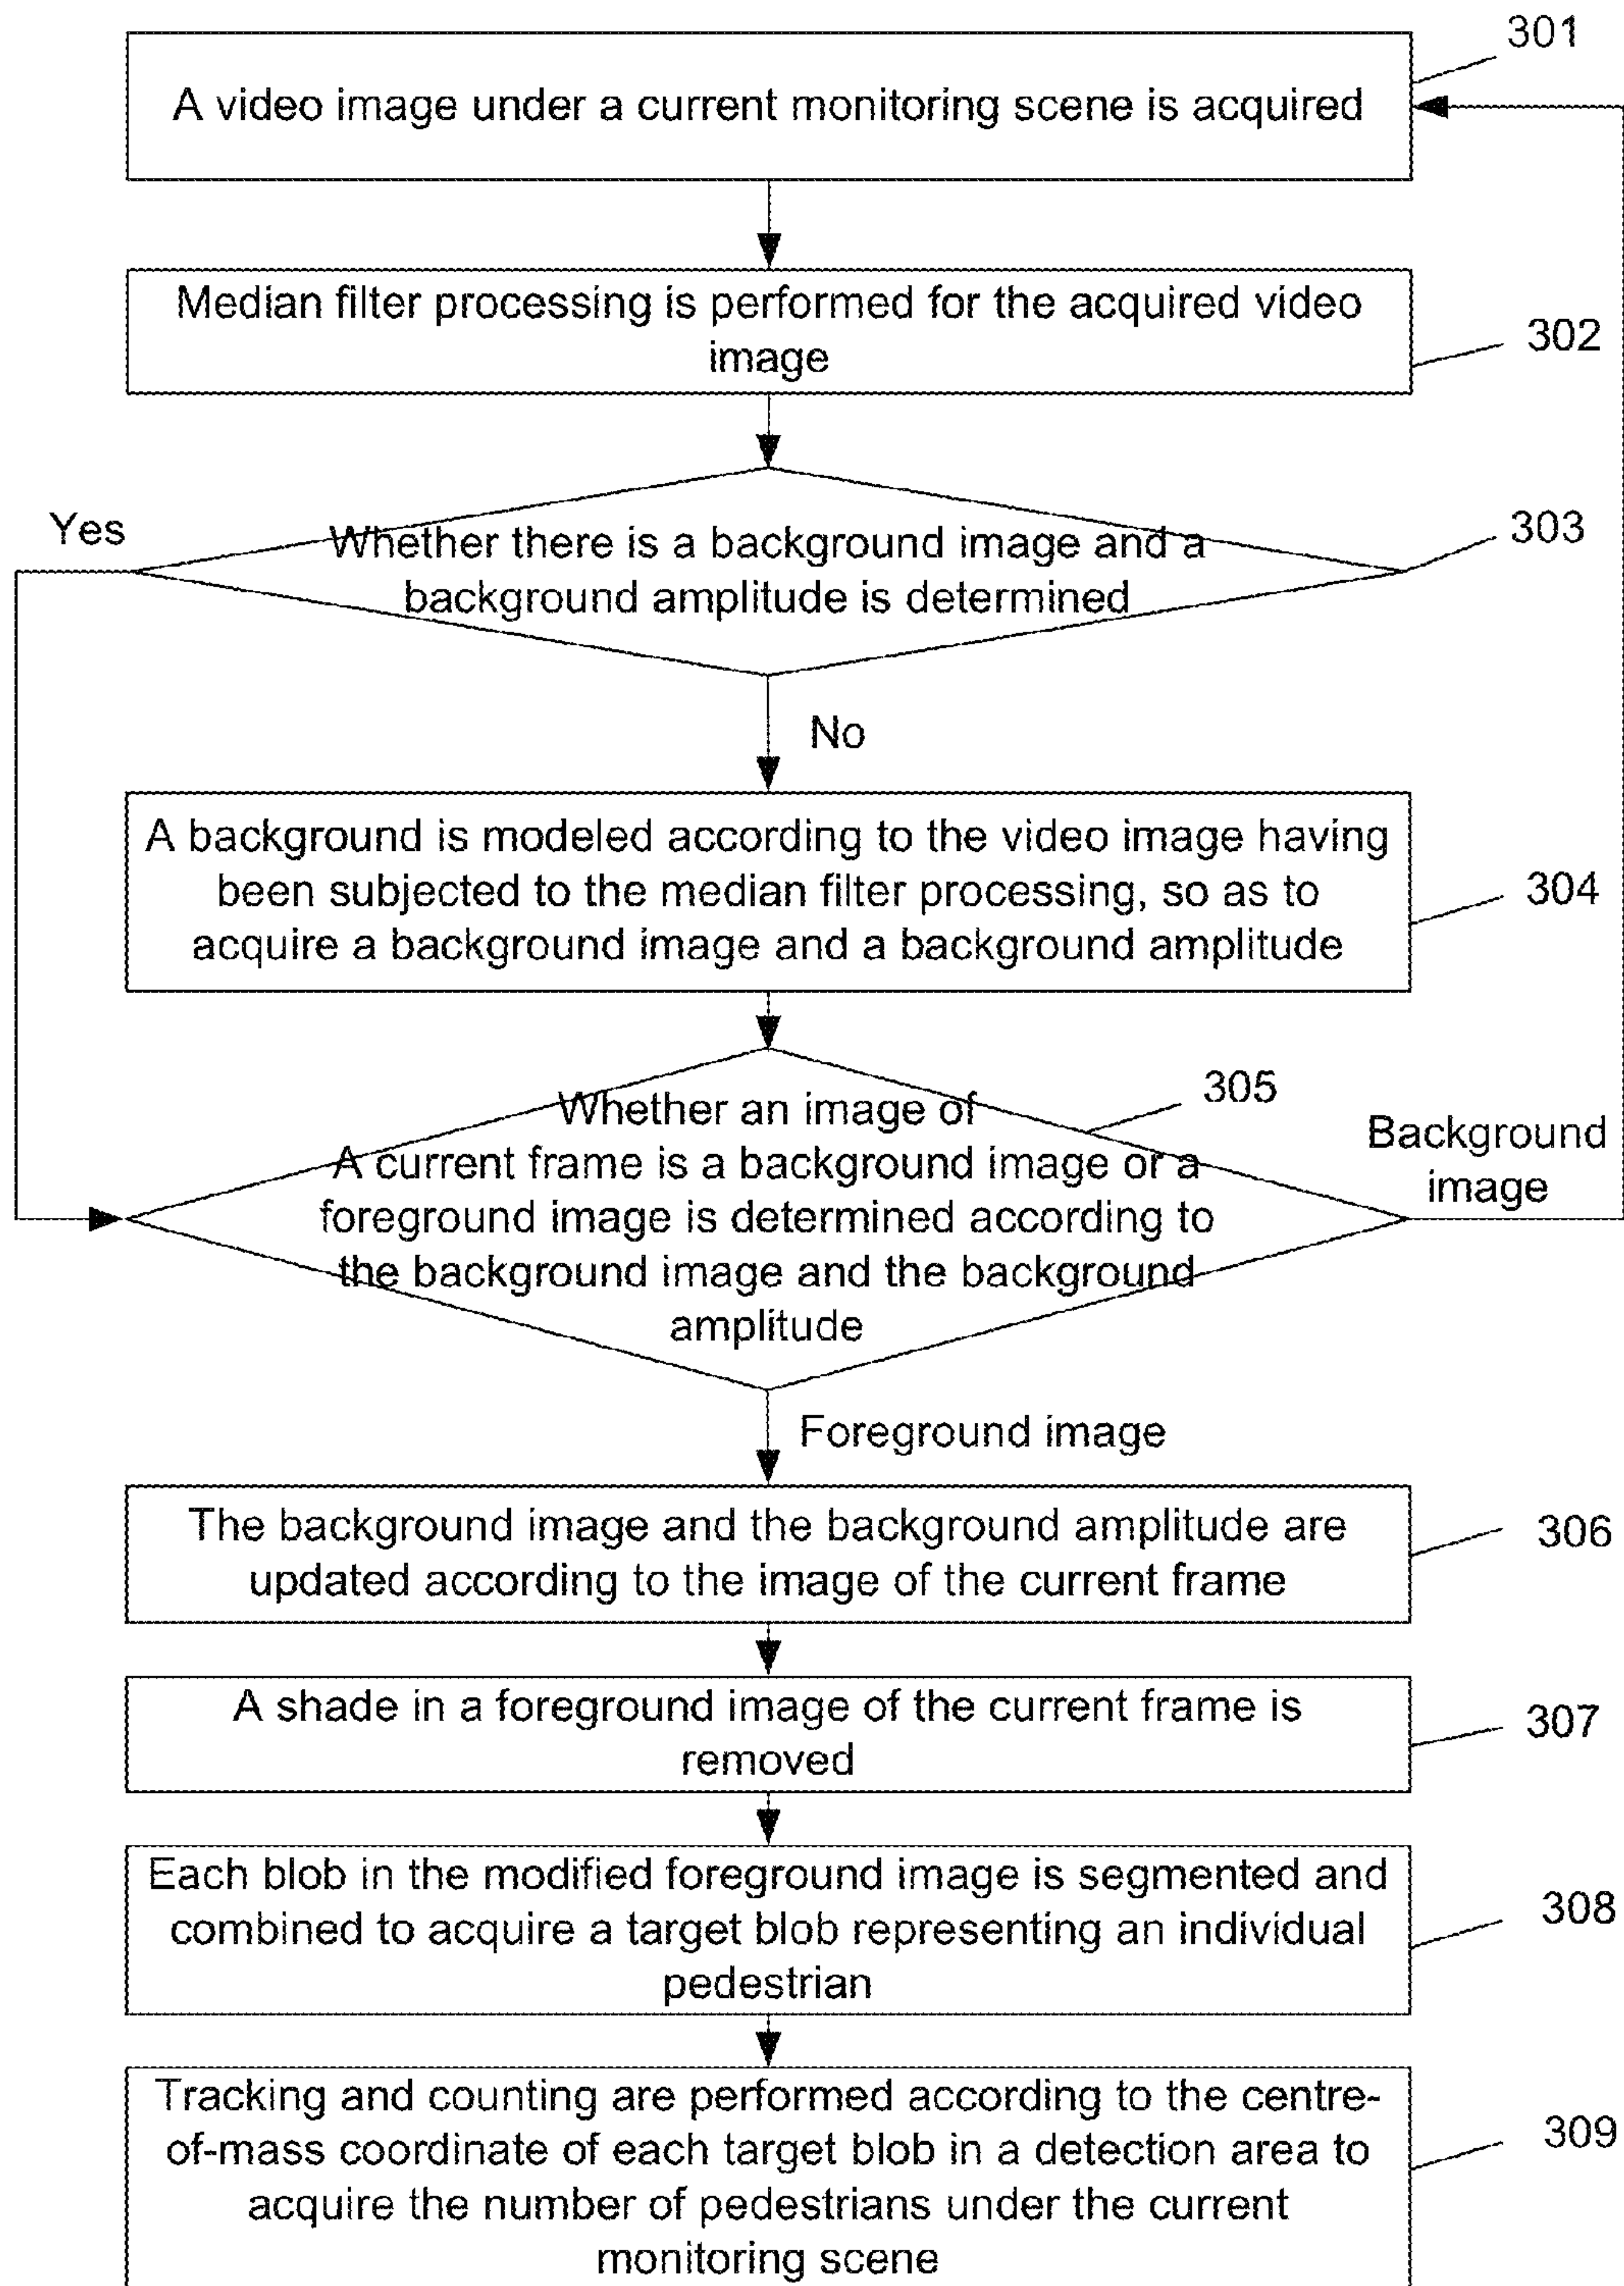 301
A video image under a current monitoring scene is acquired
Median filter processing is performed for the acquired video
image
302
Yes
Whether there is a background image and a
background amplitude is determined
303
No
A background is modeled according to the video image having
been subjected to the median filter processing, so as to
acquire a background image and a background amplitude
304
305
Whether an image of
A current frame is a background image or a
foreground image is determined according to
the background image and the background
amplitude
Background
image
Foreground image
The background image and the background amplitude are
updated according to the image of the current frame
306
A shade in a foreground image of the current frame is
removed
307
Each blob in the modified foreground image is segmented and
combined to acquire a target blob representing an individual
pedestrian
308
Tracking and counting are performed according to the centre-
of-mass coordinate of each target blob in a detection area to
acquire the number of pedestrians under the current
monitoring scene
309